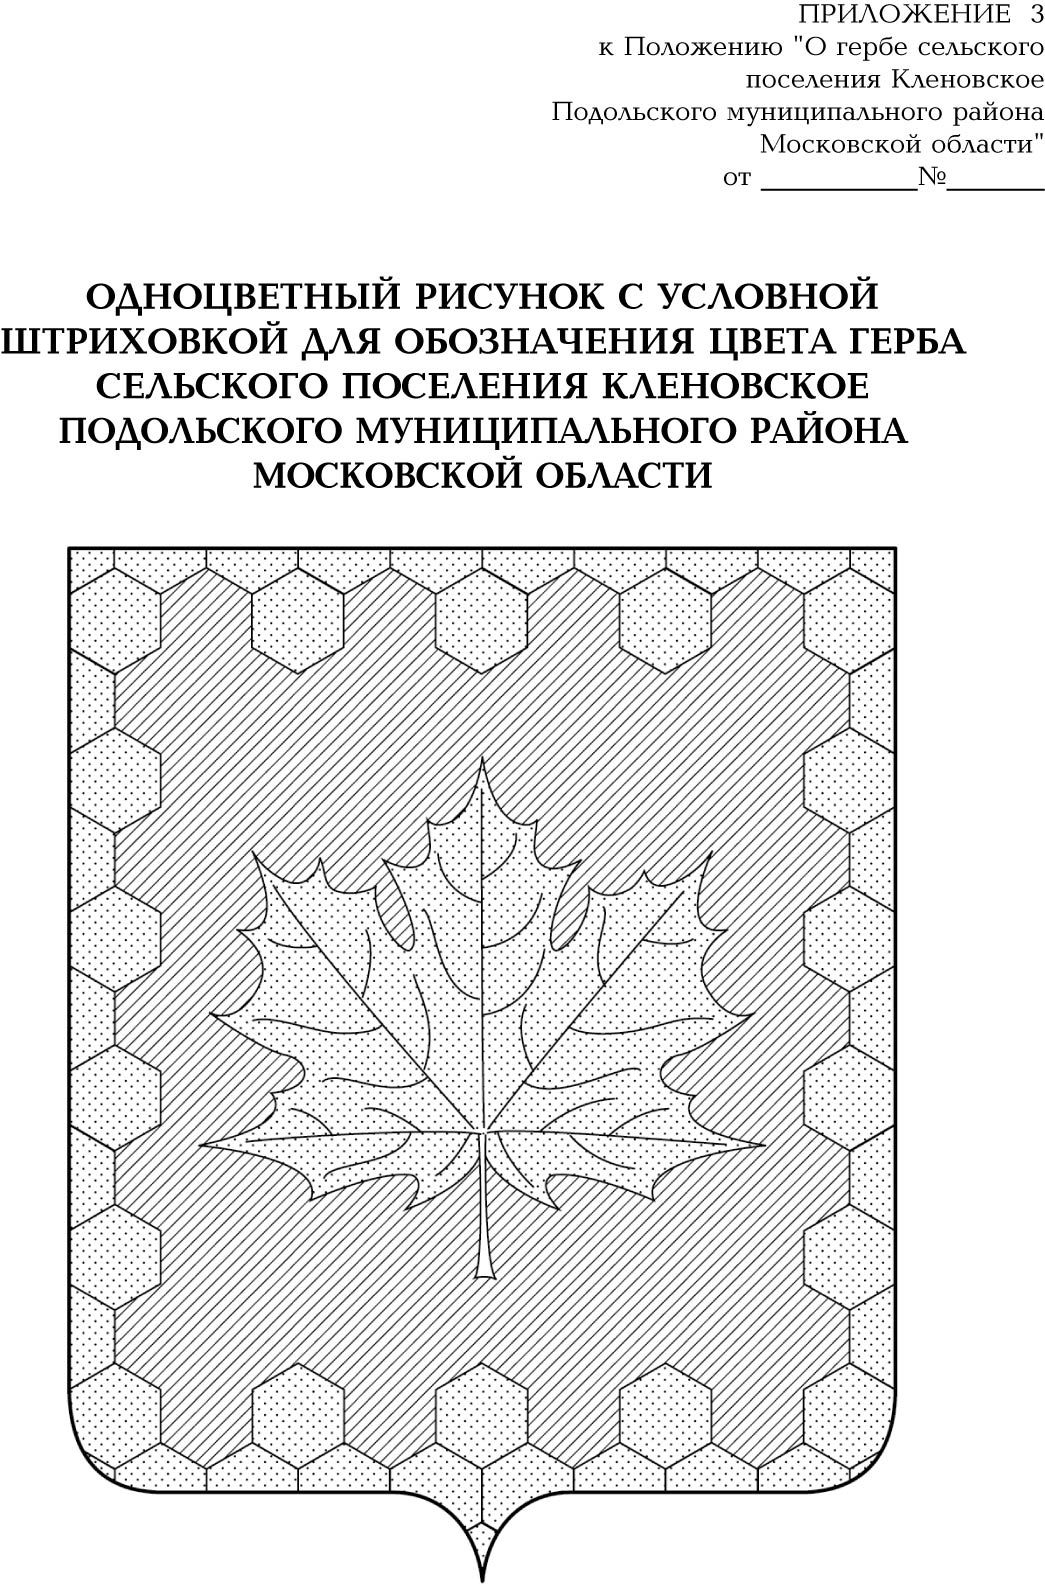 ПРИЛОЖЕНИЕ 3
к Положению "О гербе сельского
поселения Кленовское
Подольского муниципального района
Московской области"
от ___________№_______
ОДНОЦВЕТНЫЙ РИСУНОК С УСЛОВНОЙ
ШТРИХОВКОЙ ДЛЯ ОБОЗНАЧЕНИЯ ЦВЕТА ГЕРБА
СЕЛЬСКОГО ПОСЕЛЕНИЯ КЛЕНОВСКОЕ
ПОДОЛЬСКОГО МУНИЦИПАЛЬНОГО РАЙОНА
МОСКОВСКОЙ ОБЛАСТИ